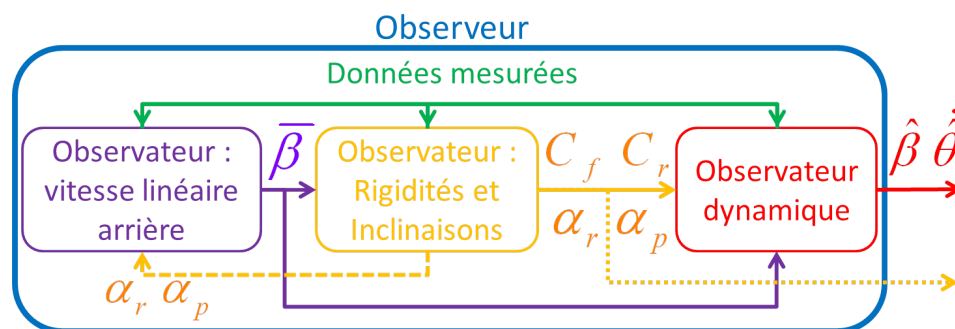 Observeur
Données mesurées
Observateur :
vitesse linéaire
arrière
β̅
Observateur :
Rigidités et
Inclinaisons
C_f C_r
α_r α_p
Observateur
dynamique
β̂ θ̂̇
α_r α_p